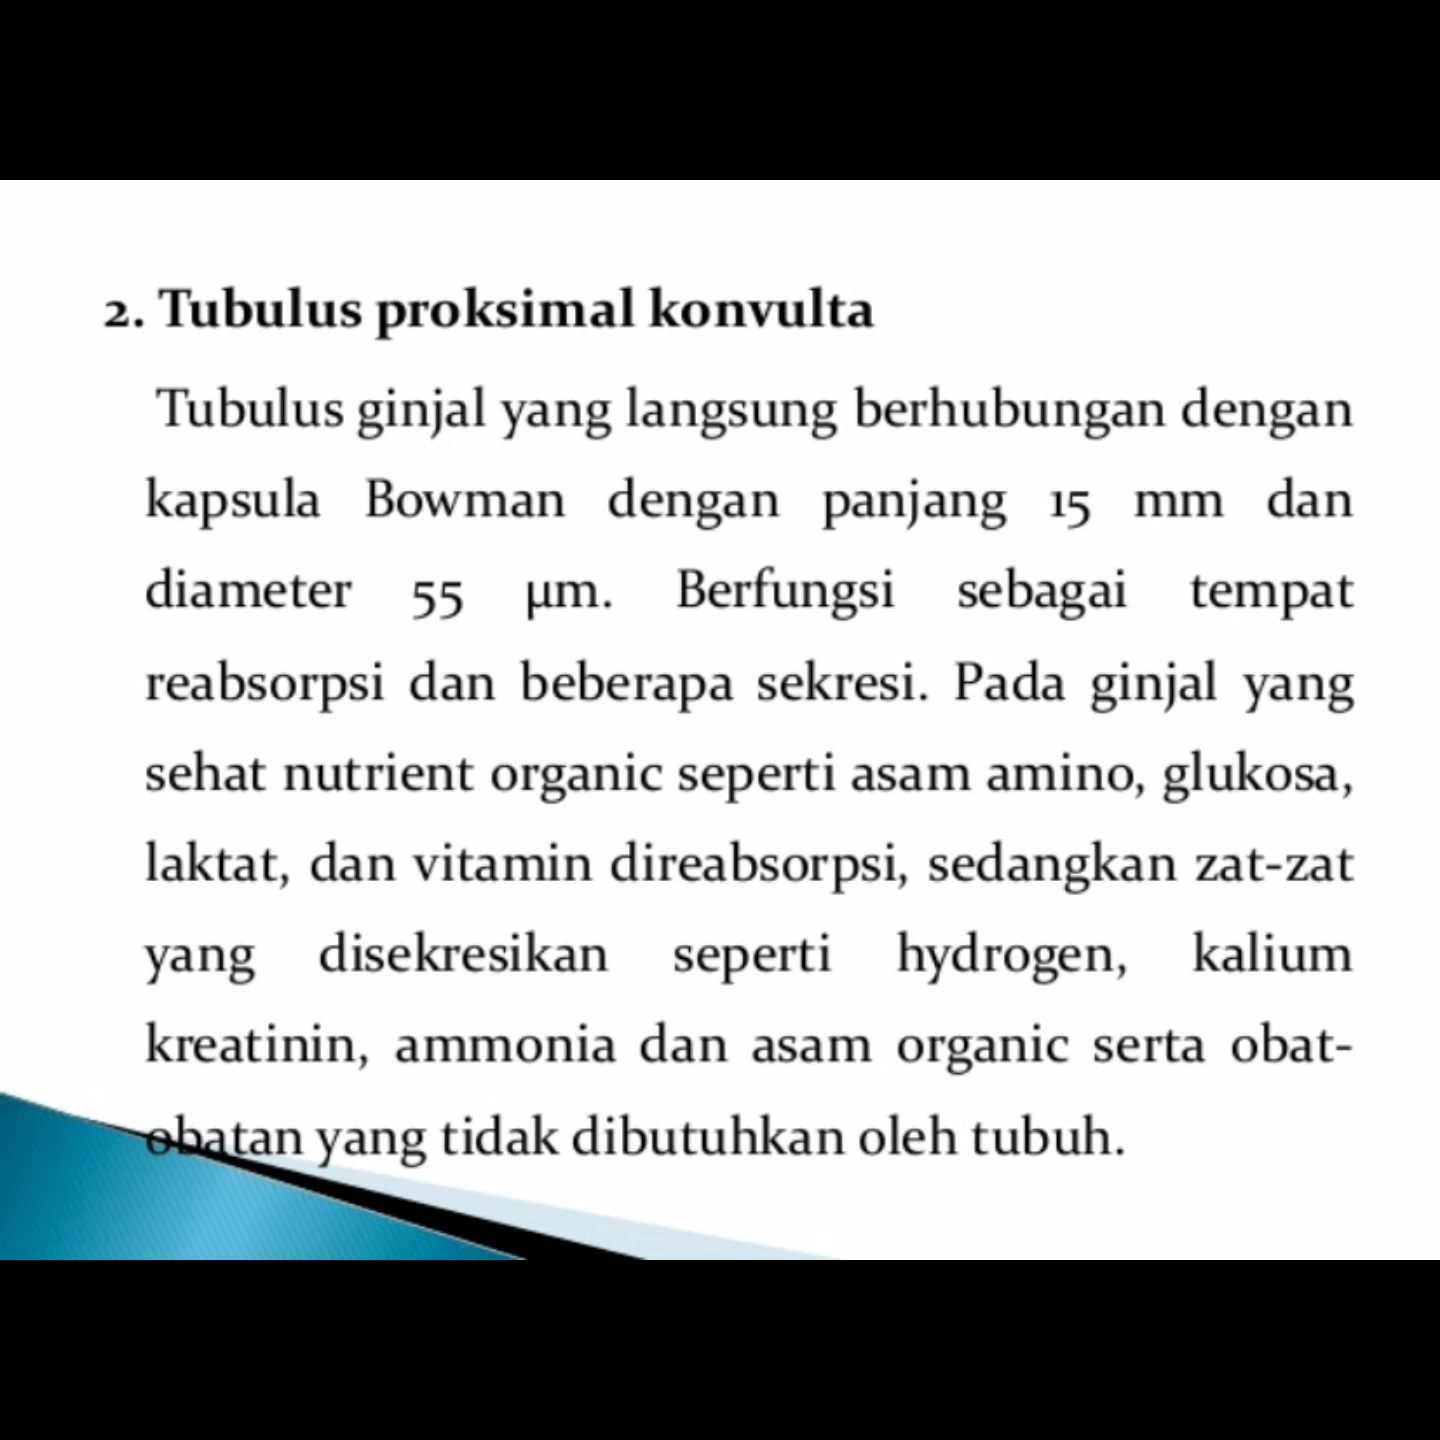 2. Tubulus proksimal konvulta
Tubulus ginjal yang langsung berhubungan dengan
kapsula Bowman dengan panjang 15 mm dan
diameter 55 µm. Berfungsi sebagai tempat
reabsorpsi dan beberapa sekresi. Pada ginjal yang
sehat nutrient organic seperti asam amino, glukosa,
laktat, dan vitamin direabsorpsi, sedangkan zat-zat
yang disekresikan seperti hydrogen, kalium
kreatinin, ammonia dan asam organic serta obat-
obatan yang tidak dibutuhkan oleh tubuh.